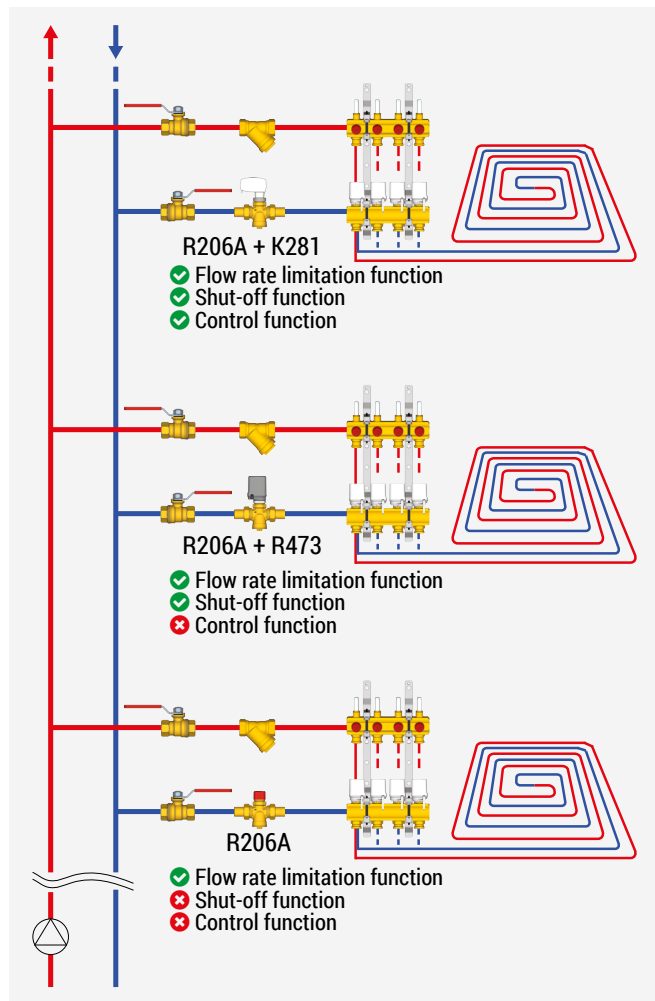 R206A + K281
Flow rate limitation function
Shut-off function
Control function
R206A + R473
Flow rate limitation function
Shut-off function
Control function
R206A
Flow rate limitation function
Shut-off function
Control function